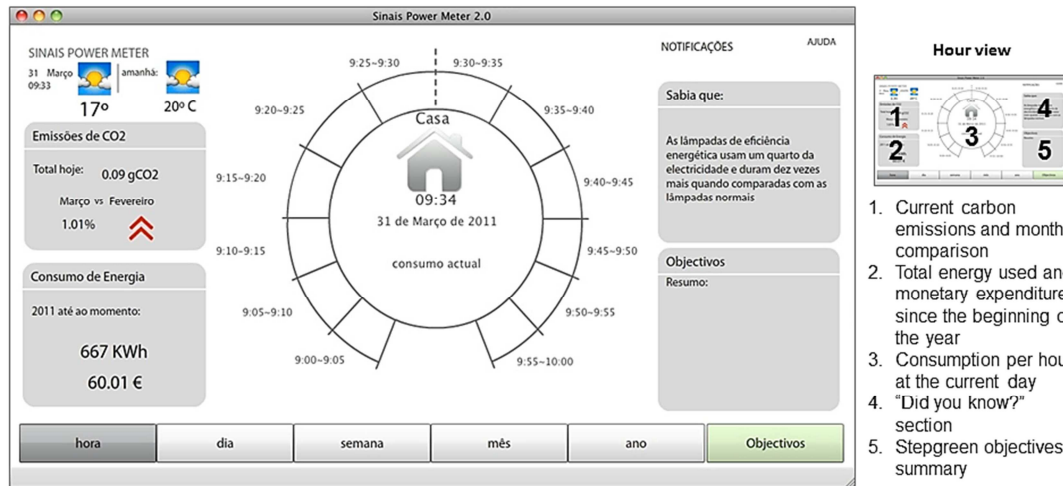 Sinais Power Meter 2.0
SINAIS POWER METER
31 Março
09:33
amanhã:
17º
20º C
Emissões de CO2
Total hoje: 0.09 gCO2
Março vs Fevereiro
1.01%
Consumo de Energia
2011 até ao momento:
667 KWh
60.01 €
9:25~9:30
9:30~9:35
9:20~9:25
9:35~9:40
9:15~9:20
9:40~9:45
9:10~9:15
9:45~9:50
9:05~9:10
9:50~9:55
9:00~9:05
9:55~10:00
Casa
09:34
31 de Março de 2011
consumo actual
NOTIFICAÇÕES
AJUDA
Sabia que:
As lâmpadas de eficiência
energética usam um quarto da
electricidade e duram dez vezes
mais quando comparadas com as
lâmpadas normais
Objectivos
Resumo:
hora
dia
semana
mês
ano
Objectivos
Hour view
1
2
3
4
5
1. Current carbon
emissions and month
comparison
2. Total energy used an
monetary expenditure
since the beginning o
the year
3. Consumption per hou
at the current day
4. "Did you know?"
section
5. Stepgreen objectives
summary